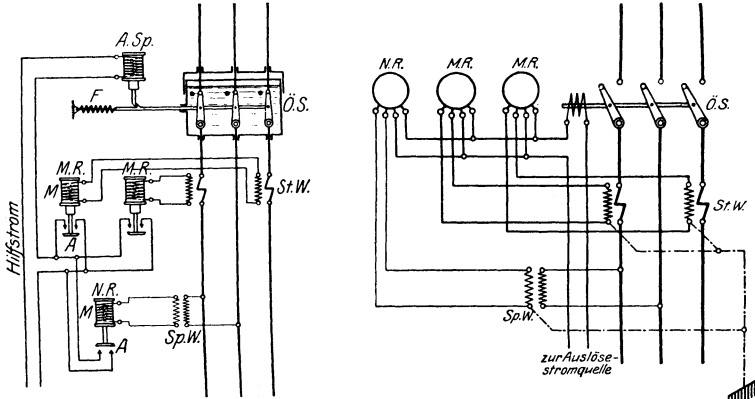 A.Sp.
F
Ö.S.
M.R.
M.R.
M
A
St.W.
Hilfstrom
N.R.
M
A
Sp.W.
N.R.
M.R.
M.R.
Ö.S.
St.W.
Sp.W.
zur Auslöse-
stromquelle